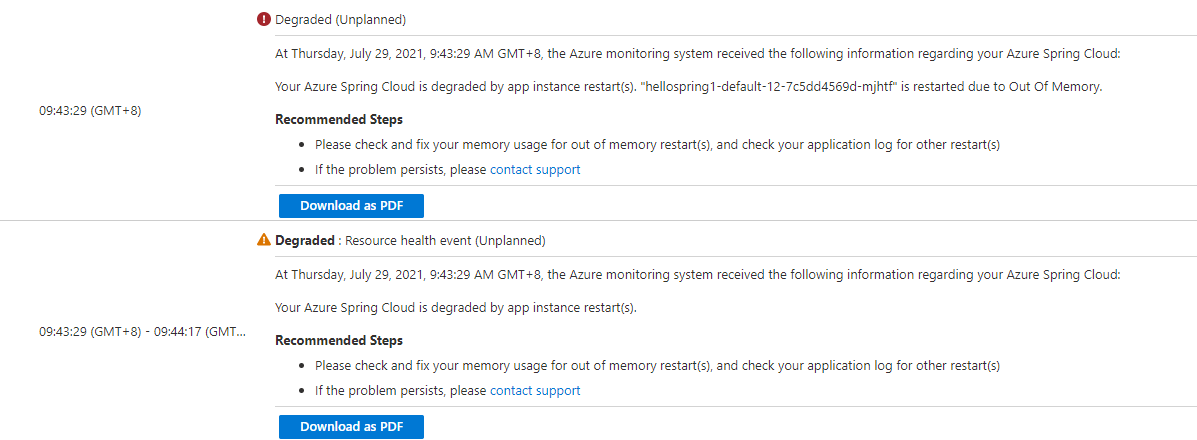 Degraded (Unplanned)
At Thursday, July 29, 2021, 9:43:29 AM GMT+8, the Azure monitoring system received the following information regarding your Azure Spring Cloud:
Your Azure Spring Cloud is degraded by app instance restart(s). "hellospring1-default-12-7c5dd4569d-mjhtf" is restarted due to Out Of Memory.
09:43:29 (GMT+8)
Recommended Steps
Please check and fix your memory usage for out of memory restart(s), and check your application log for other restart(s)
If the problem persists, please contact support
Download as PDF
Degraded : Resource health event (Unplanned)
At Thursday, July 29, 2021, 9:43:29 AM GMT+8, the Azure monitoring system received the following information regarding your Azure Spring Cloud:
Your Azure Spring Cloud is degraded by app instance restart(s).
09:43:29 (GMT+8) - 09:44:17 (GMT...
Recommended Steps
Please check and fix your memory usage for out of memory restart(s), and check your application log for other restart(s)
If the problem persists, please contact support
Download as PDF